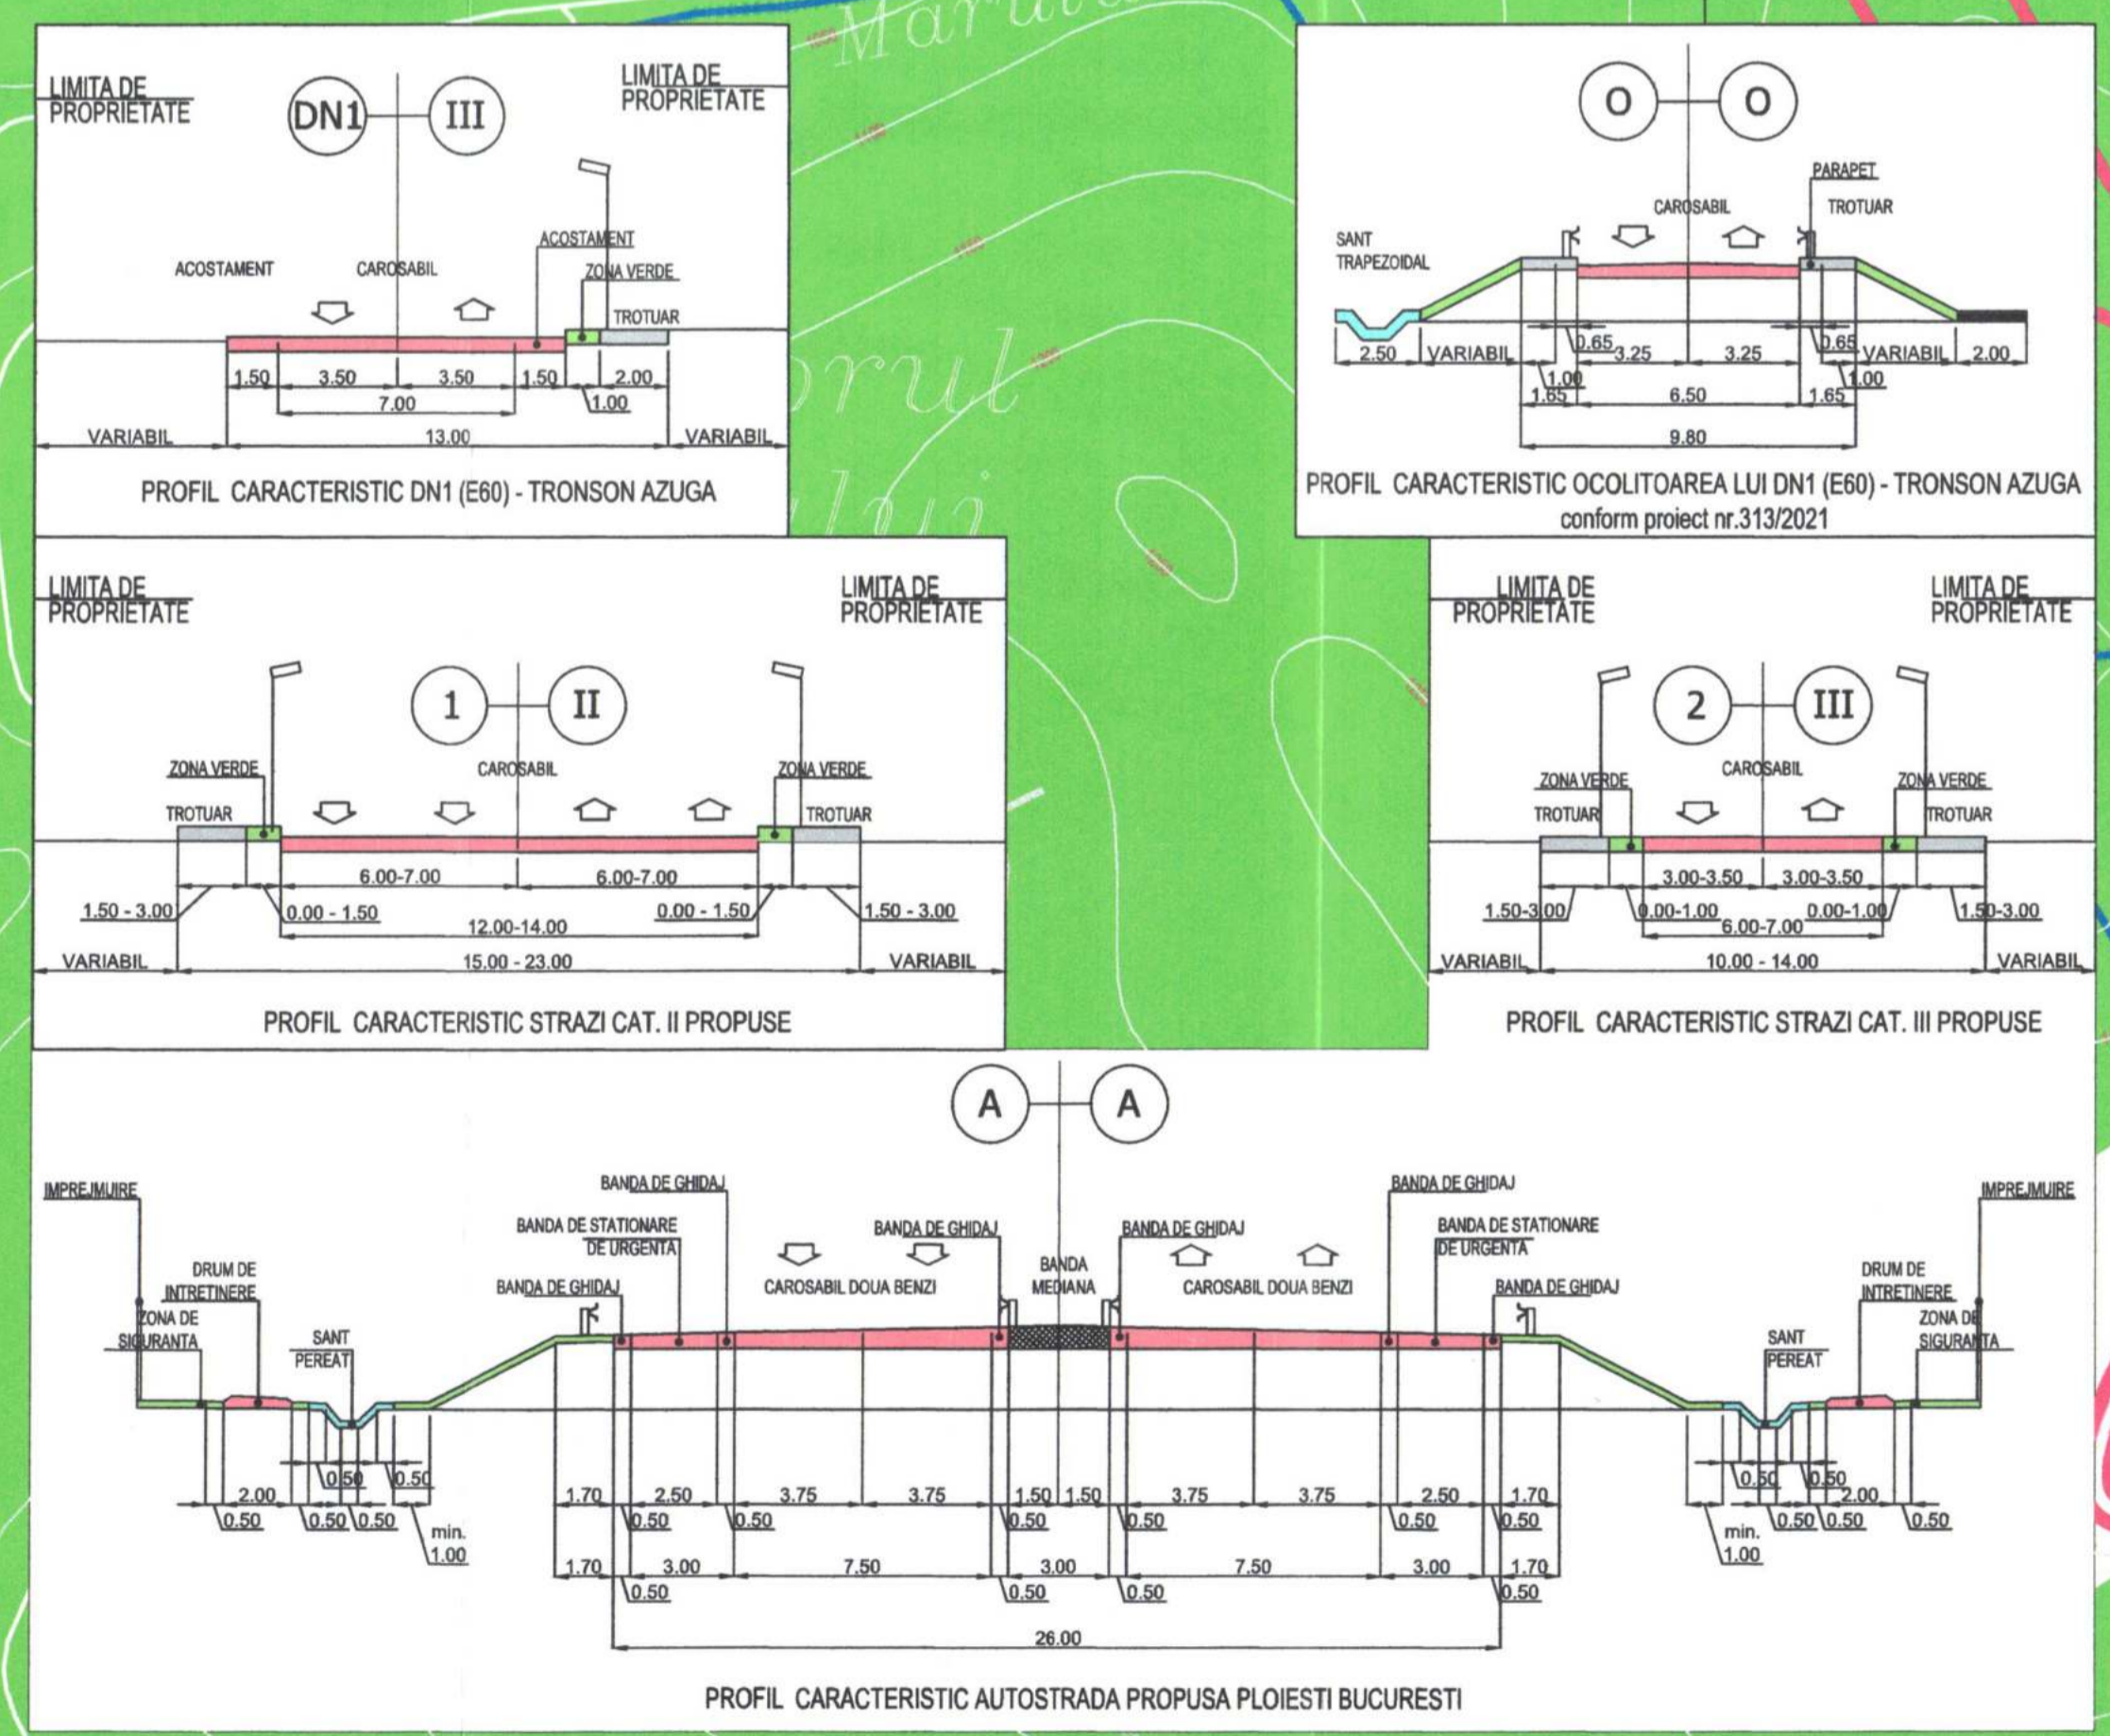 Marul
1100
1100
1150
1200
orul
ului
LIMITA DE
PROPRIETATE
DN1
III
LIMITA DE
PROPRIETATE
ACOSTAMENT
CAROSABIL
ACOSTAMENT
ZONA VERDE
TROTUAR
1.50
3.50
3.50
1.50
2.00
7.00
1.00
VARIABIL
13.00
VARIABIL
PROFIL CARACTERISTIC DN1 (E60) - TRONSON AZUGA
O
O
PARAPET
CAROSABIL
TROTUAR
SANT
TRAPEZOIDAL
2.50
VARIABIL
0.65
3.25
3.25
0.65
VARIABIL
2.00
1.00
1.00
1.65
6.50
1.65
9.80
PROFIL CARACTERISTIC OCOLITOAREA LUI DN1 (E60) - TRONSON AZUGA
conform proiect nr.313/2021
LIMITA DE
PROPRIETATE
LIMITA DE
PROPRIETATE
1
II
ZONA VERDE
CAROSABIL
ZONA VERDE
TROTUAR
TROTUAR
6.00-7.00
6.00-7.00
1.50 - 3.00
0.00 - 1.50
0.00 - 1.50
1.50 - 3.00
12.00-14.00
VARIABIL
15.00 - 23.00
VARIABIL
PROFIL CARACTERISTIC STRAZI CAT. II PROPUSE
LIMITA DE
PROPRIETATE
LIMITA DE
PROPRIETATE
2
III
ZONA VERDE
CAROSABIL
ZONA VERDE
TROTUAR
TROTUAR
3.00-3.50
3.00-3.50
1.50-3.00
0.00-1.00
0.00-1.00
1.50-3.00
6.00-7.00
VARIABIL
10.00 - 14.00
VARIABIL
PROFIL CARACTERISTIC STRAZI CAT. III PROPUSE
A
A
IMPREJMUIRE
BANDA DE GHIDAJ
BANDA DE GHIDAJ
IMPREJMUIRE
BANDA DE STATIONARE
DE URGENTA
BANDA DE GHIDAJ
BANDA DE GHIDAJ
BANDA DE STATIONARE
DE URGENTA
DRUM DE
INTRETINERE
BANDA DE GHIDAJ
CAROSABIL DOUA BENZI
BANDA
MEDIANA
CAROSABIL DOUA BENZI
BANDA DE GHIDAJ
DRUM DE
INTRETINERE
ZONA DE
SIGURANTA
SANT
PEREAT
SANT
PEREAT
ZONA DE
SIGURANTA
0.50
0.50
0.50
0.50
2.00
1.70
2.50
3.75
3.75
1.50
1.50
3.75
3.75
2.50
1.70
2.00
0.50
0.50
0.50
0.50
0.50
0.50
0.50
0.50
0.50
0.50
0.50
0.50
min.
1.00
min.
1.00
1.70
3.00
7.50
3.00
7.50
3.00
1.70
0.50
0.50
0.50
0.50
26.00
PROFIL CARACTERISTIC AUTOSTRADA PROPUSA PLOIESTI BUCURESTI